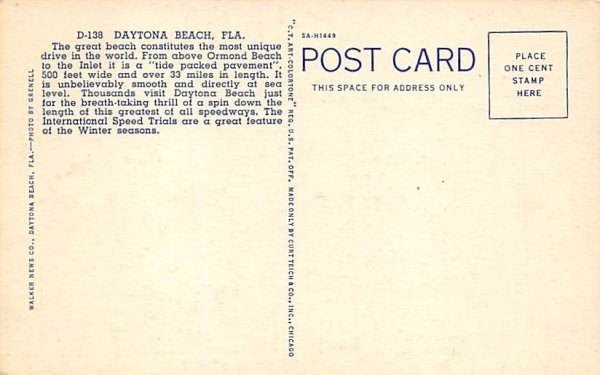 D-138 DAYTONA BEACH, FLA.
The great beach constitutes the most unique
drive in the world. From above Ormond Beach
to the Inlet it is a "tide packed pavement".
500 feet wide and over 33 miles in length. It
is unbelievably smooth and directly at sea
level. Thousands visit Daytona Beach just
for the breath-taking thrill of a spin down the
length of this greatest of all speedways. The
International Speed Trials are a great feature
of the Winter seasons.
WALKER NEWS CO., DAYTONA BEACH, FLA.—PHOTO BY GRENELL
"C.T. ART-COLORTONE" REG. U.S. PAT. OFF. MADE ONLY BY CURT TEICH & CO., INC., CHICAGO
5A-H1449
POST CARD
THIS SPACE FOR ADDRESS ONLY
PLACE
ONE CENT
STAMP
HERE